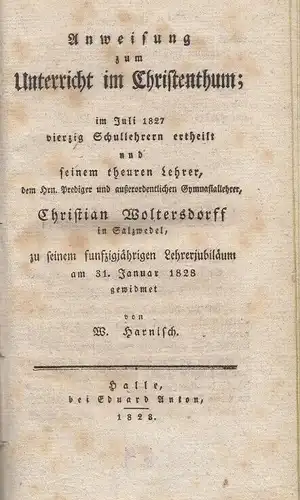 Anweisung
zum
Unterricht im Christenthum;
im Juli 1827
vierzig Schullehrern ertheilt
und
seinem theuren Lehrer,
dem Hrn. Prediger und außerordentlichen Gymnasiallehrer,
Christian Woltersdorff
in Salzwedel,
zu seinem funfzigjährigen Lehrerjubiläum
am 31. Januar 1828
gewidmet
von
W. Harnisch.
Halle,
bei Eduard Anton,
1828.